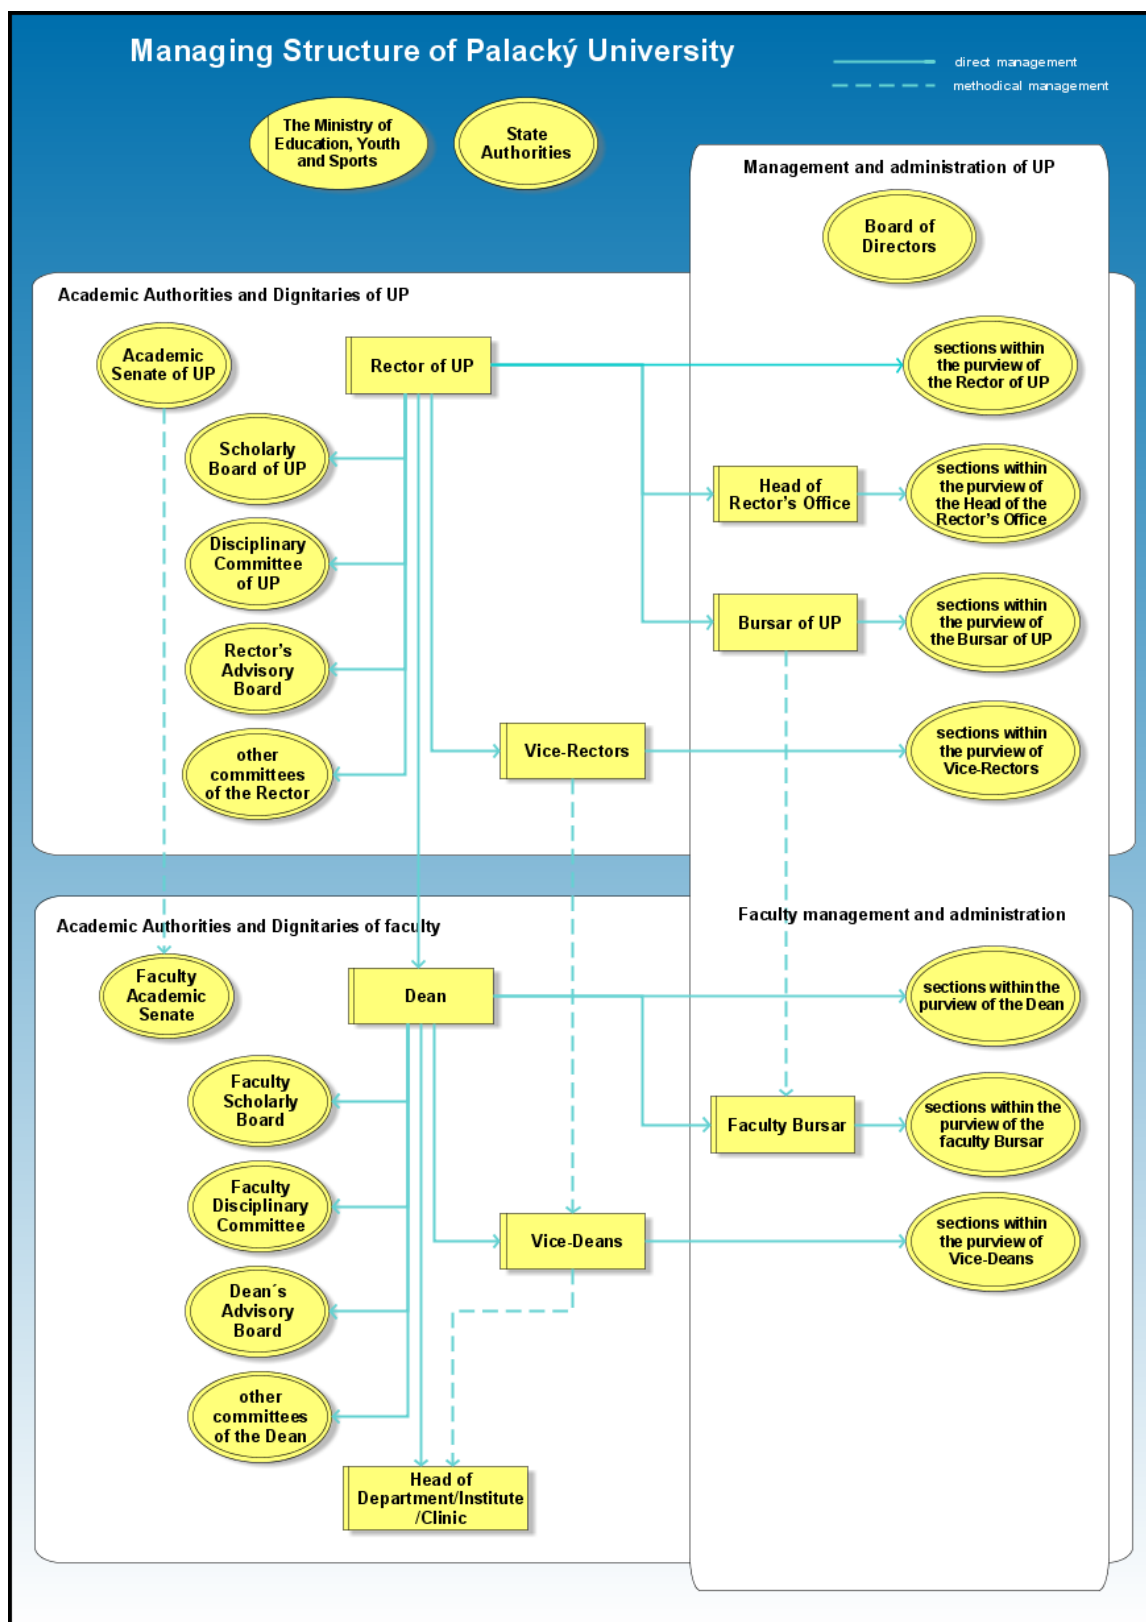 Managing Structure of Palacký University
direct management
methodical management
The Ministry of
Education, Youth
and Sports
State
Authorities
Management and administration of UP
Board of
Directors
Academic Authorities and Dignitaries of UP
Academic
Senate of UP
Rector of UP
sections within
the purview of
the Rector of UP
Scholarly
Board of UP
Head of
Rector's Office
sections within
the purview of
the Head of the
Rector's Office
Disciplinary
Committee
of UP
Bursar of UP
sections within
the purview of
the Bursar of UP
Rector's
Advisory
Board
Vice-Rectors
sections within
the purview of
Vice-Rectors
other
committees
of the Rector
Academic Authorities and Dignitaries of faculty
Faculty management and administration
Faculty
Academic
Senate
Dean
sections within the
purview of the Dean
Faculty
Scholarly
Board
Faculty Bursar
sections within the
purview of the
faculty Bursar
Faculty
Disciplinary
Committee
Vice-Deans
sections within
the purview of
Vice-Deans
Dean´s
Advisory
Board
other
committees
of the Dean
Head of
Department/Institute
/Clinic